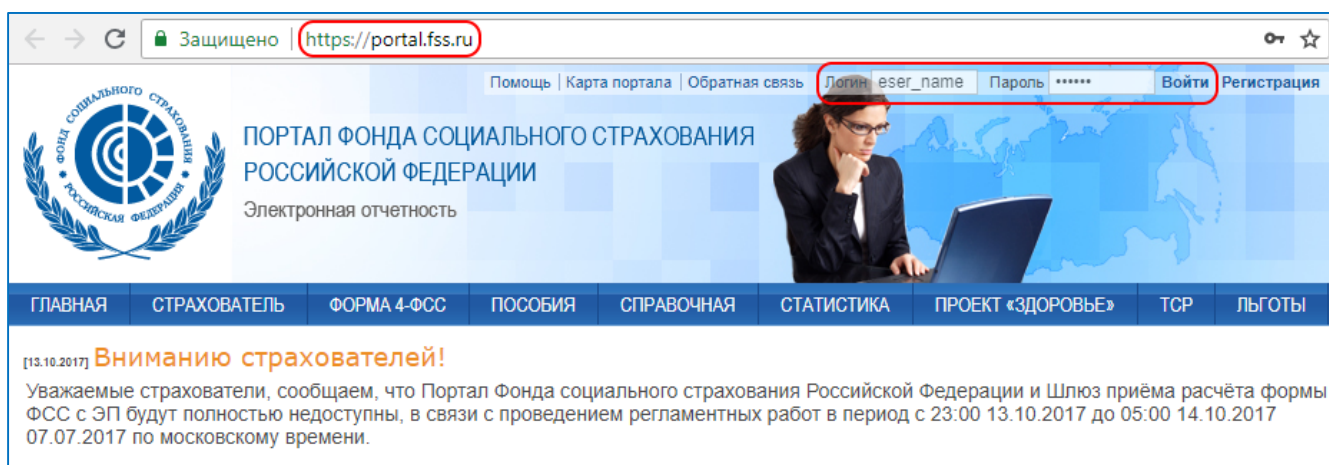 Защищено | https://portal.fss.ru
Помощь | Карта портала | Обратная связь Логин eser_name Пароль •••••• Войти Регистрация
ФОНД СОЦИАЛЬНОГО СТРАХОВАНИЯ • РОССИЙСКАЯ ФЕДЕРАЦИЯ •
ПОРТАЛ ФОНДА СОЦИАЛЬНОГО СТРАХОВАНИЯ
РОССИЙСКОЙ ФЕДЕРАЦИИ
Электронная отчетность
ГЛАВНАЯ СТРАХОВАТЕЛЬ ФОРМА 4-ФСС ПОСОБИЯ СПРАВОЧНАЯ СТАТИСТИКА ПРОЕКТ «ЗДОРОВЬЕ» ТСР ЛЬГОТЫ
[13.10.2017] Вниманию страхователей!
Уважаемые страхователи, сообщаем, что Портал Фонда социального страхования Российской Федерации и Шлюз приёма расчёта формы
ФСС с ЭП будут полностью недоступны, в связи с проведением регламентных работ в период с 23:00 13.10.2017 до 05:00 14.10.2017
07.07.2017 по московскому времени.